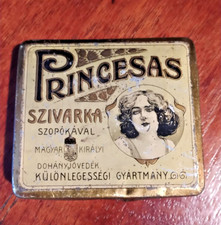 PRINCESAS
SZIVARKA
SZOPÓKÁVAL
MAGYAR KIRÁLYI
DOHÁNYJÖVEDÉK
KÜLÖNLEGESSÉGI GYÁRTMÁNY